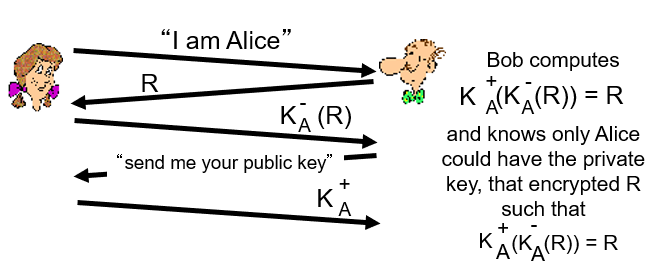 “I am Alice”
R
K_A^- (R)
“send me your public key”
K_A^+
Bob computes
K_A^+(K_A^-(R)) = R
and knows only Alice
could have the private
key, that encrypted R
such that
K_A^+(K_A^-(R)) = R